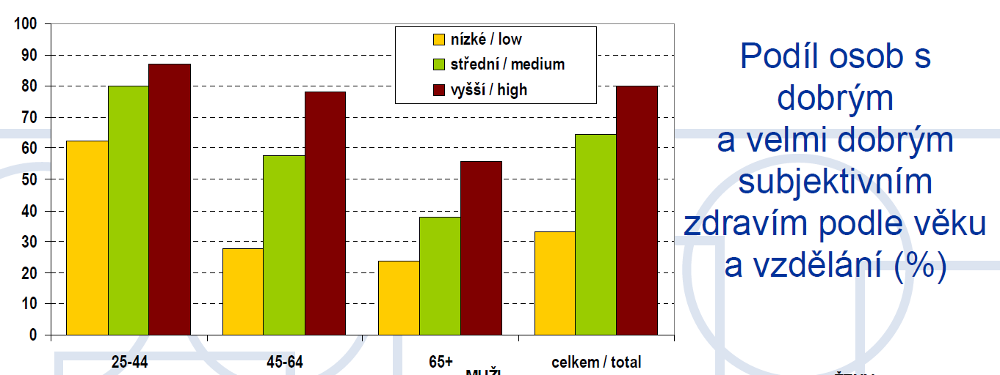 100
90
80
70
60
50
40
30
20
10
0
nízké / low
střední / medium
vyšší / high
25-44
45-64
65+
celkem / total
Podíl osob s
dobrým
a velmi dobrým
subjektivním
zdravím podle věku
a vzdělání (%)
MUŽI